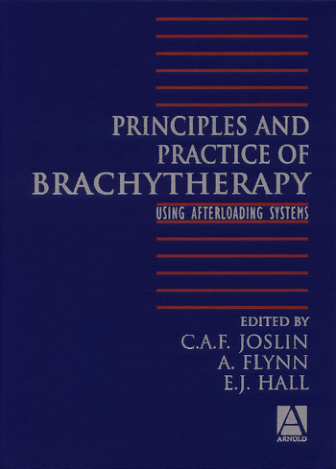 PRINCIPLES AND
PRACTICE OF
BRACHYTHERAPY
USING AFTERLOADING SYSTEMS
EDITED BY
C.A.F. JOSLIN
A. FLYNN
E.J. HALL
A
ARNOLD